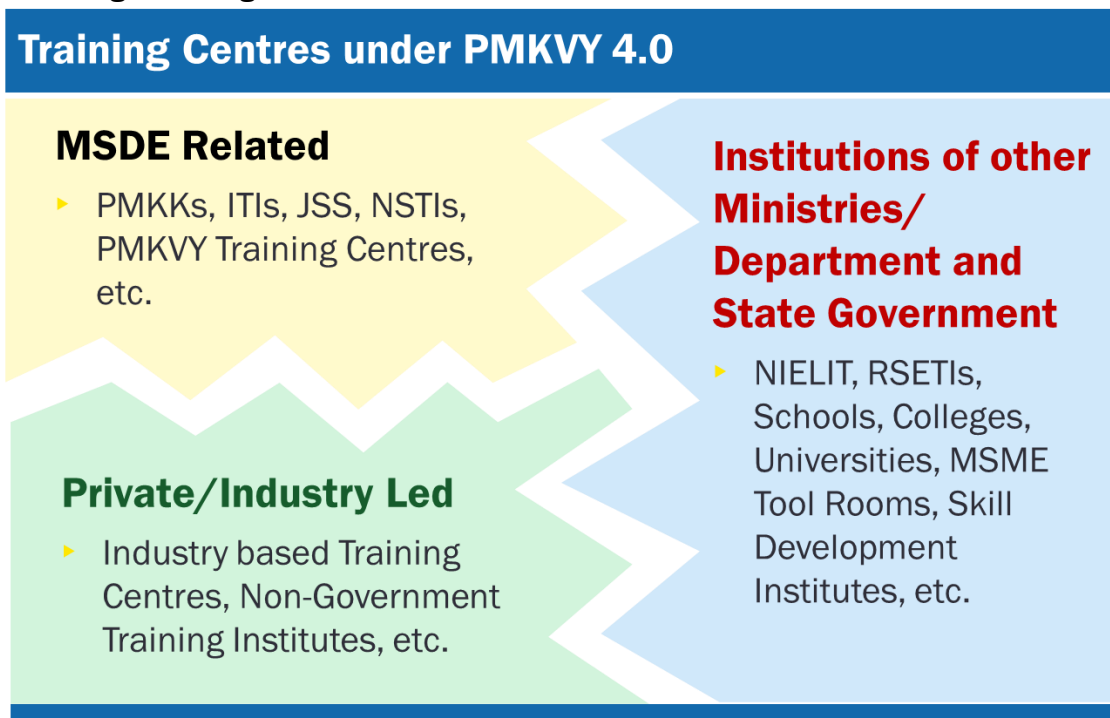 Training Centres under PMKVY 4.0
MSDE Related
PMKKs, ITIs, JSS, NSTIs,
PMKVY Training Centres,
etc.
Private/Industry Led
Industry based Training
Centres, Non-Government
Training Institutes, etc.
Institutions of other
Ministries/
Department and
State Government
NIELIT, RSETIs,
Schools, Colleges,
Universities, MSME
Tool Rooms, Skill
Development
Institutes, etc.